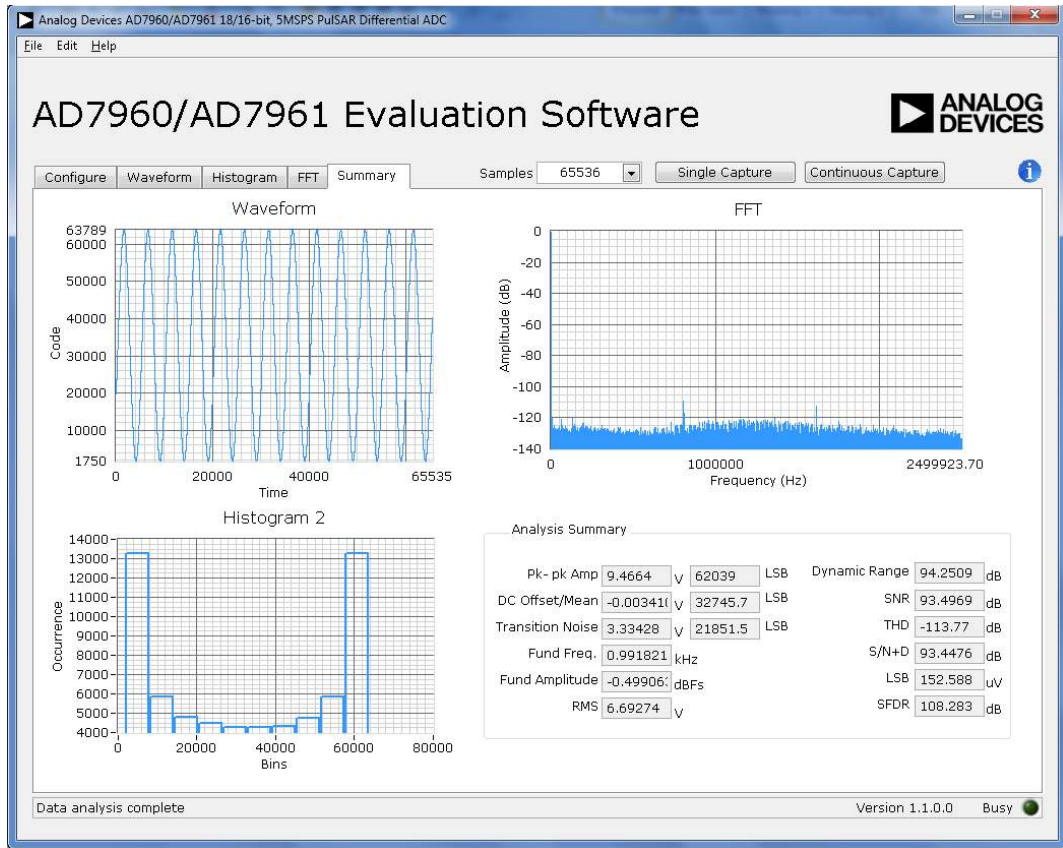 Analog Devices AD7960/AD7961 18/16-bit, 5MSPS PulSAR Differential ADC
File Edit Help
AD7960/AD7961 Evaluation Software
ANALOG
DEVICES
Configure Waveform Histogram FFT Summary
Samples 65536 Single Capture Continuous Capture
Waveform
63789
60000
50000
40000
30000
20000
10000
1750
Code
0 20000 40000 65535
Time
FFT
0
-20
-40
-60
-80
-100
-120
-140
Amplitude (dB)
0 1000000 2499923.70
Frequency (Hz)
Histogram 2
14000
13000
12000
11000
10000
9000
8000
7000
6000
5000
4000
Occurrence
0 20000 40000 60000 80000
Bins
Analysis Summary
Pk- pk Amp 9.4664 V 62039 LSB
DC Offset/Mean -0.00341( V 32745.7 LSB
Transition Noise 3.33428 V 21851.5 LSB
Fund Freq. 0.991821 kHz
Fund Amplitude -0.49906: dBFs
RMS 6.69274 V
Dynamic Range 94.2509 dB
SNR 93.4969 dB
THD -113.77 dB
S/N+D 93.4476 dB
LSB 152.588 uV
SFDR 108.283 dB
Data analysis complete
Version 1.1.0.0 Busy